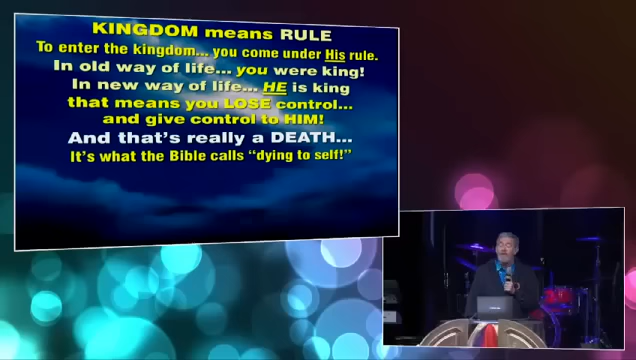 KINGDOM means RULE
To enter the kingdom... you come under His rule.
In old way of life... you were king!
In new way of life... HE is king
that means you LOSE control...
and give control to HIM!
And that's really a DEATH...
It's what the Bible calls "dying to self!"